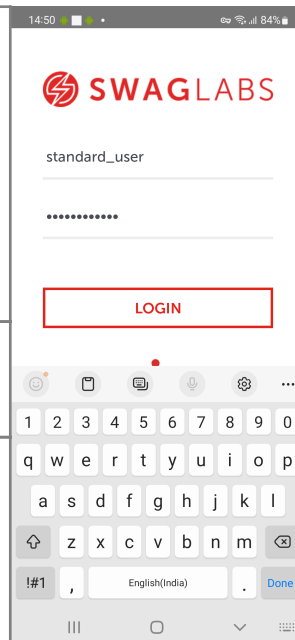 14:50 84%
SWAGLABS
standard_user
••••••••••••
LOGIN
1 2 3 4 5 6 7 8 9 0
q w e r t y u i o p
a s d f g h j k l
z x c v b n m
!#1 , English(India) . Done